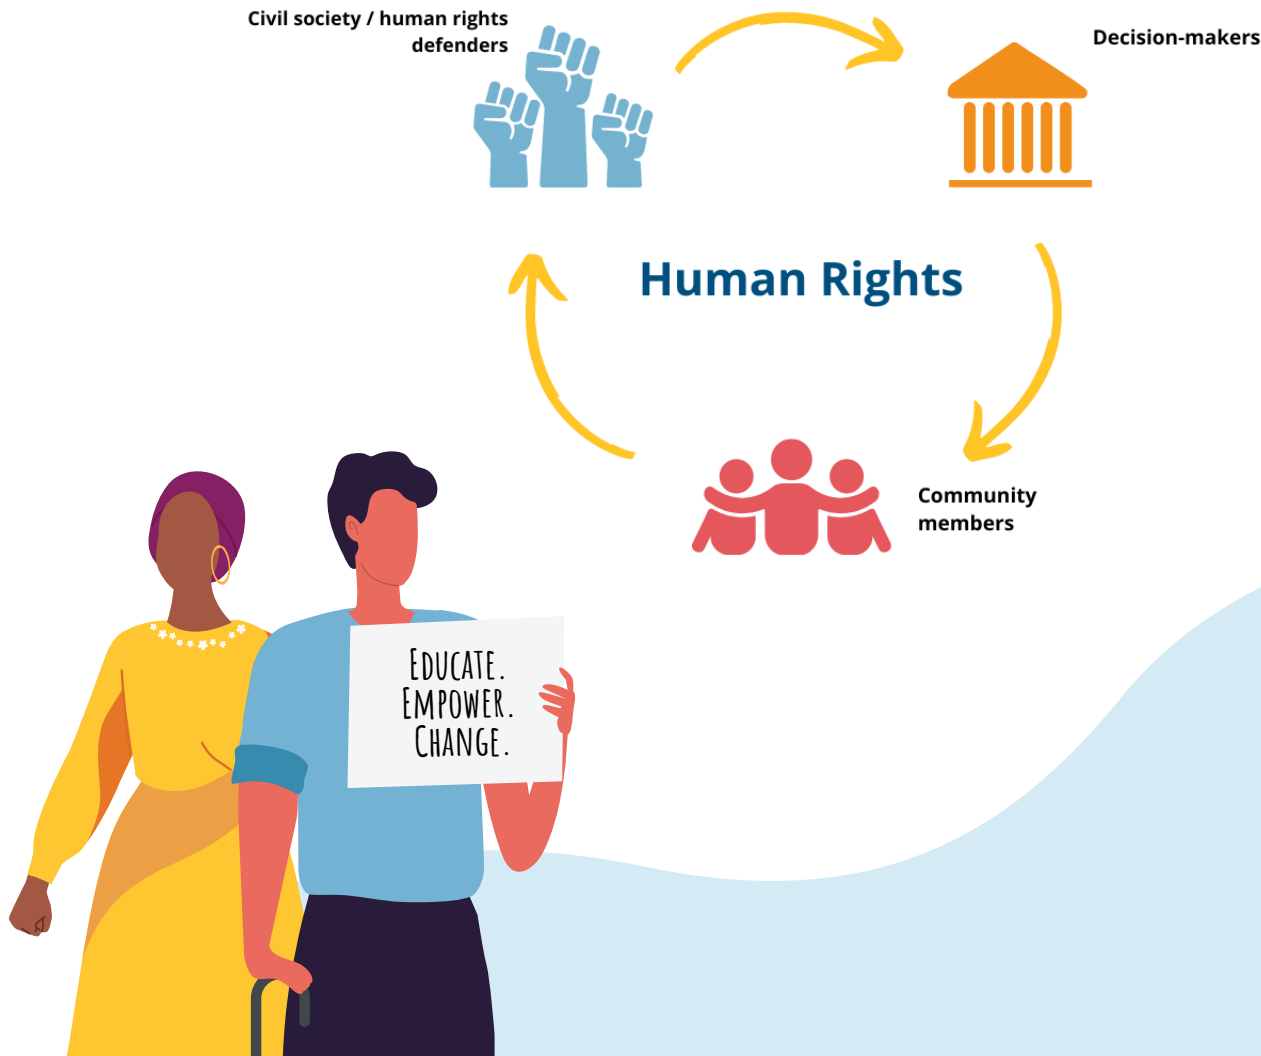 Civil society / human rights
defenders
Decision-makers
Human Rights
Community
members
EDUCATE.
EMPOWER.
CHANGE.